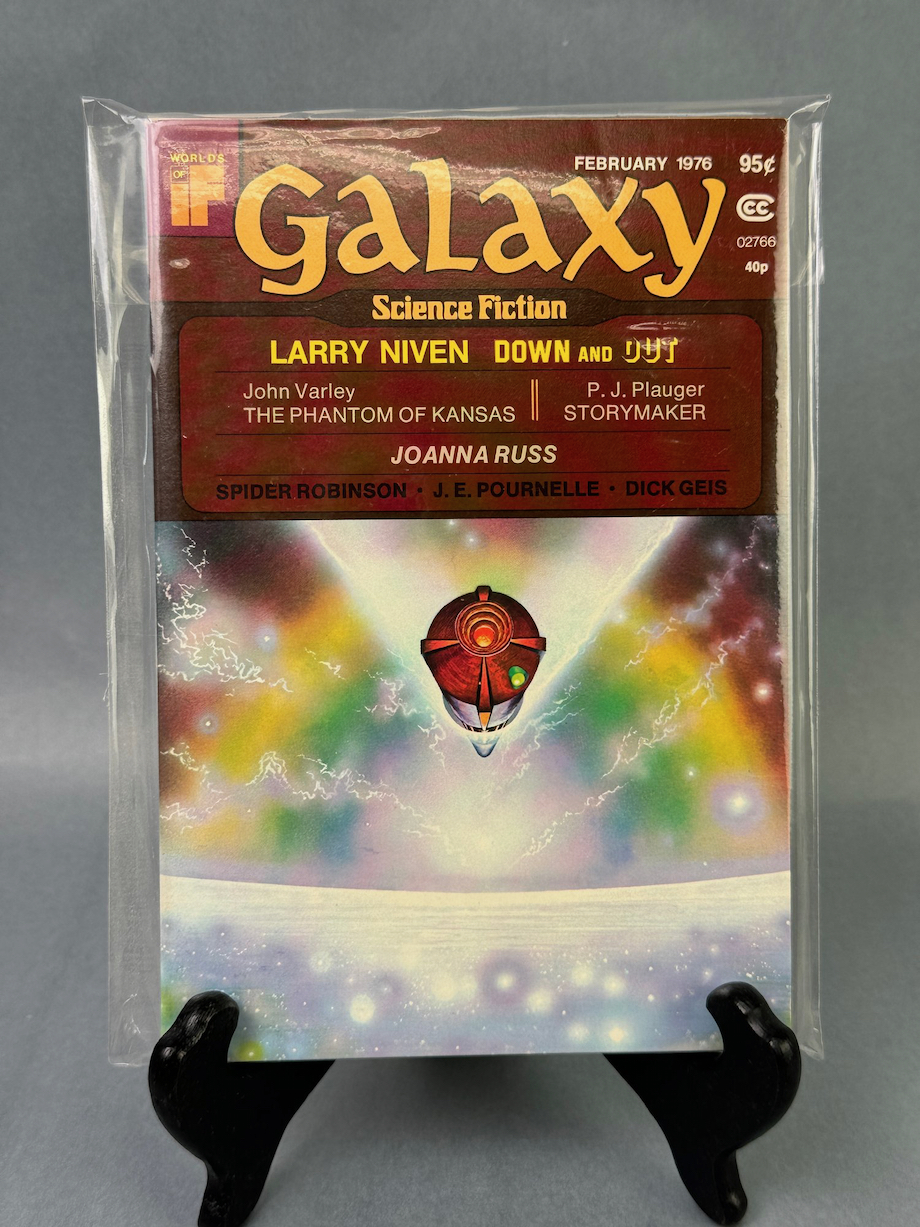 WORLDS
OF
IF
FEBRUARY 1976 95¢
Galaxy
CC
02766
40p
Science Fiction
LARRY NIVEN DOWN AND OUT
John Varley
THE PHANTOM OF KANSAS
P. J. Plauger
STORYMAKER
JOANNA RUSS
SPIDER ROBINSON • J. E. POURNELLE • DICK GEIS